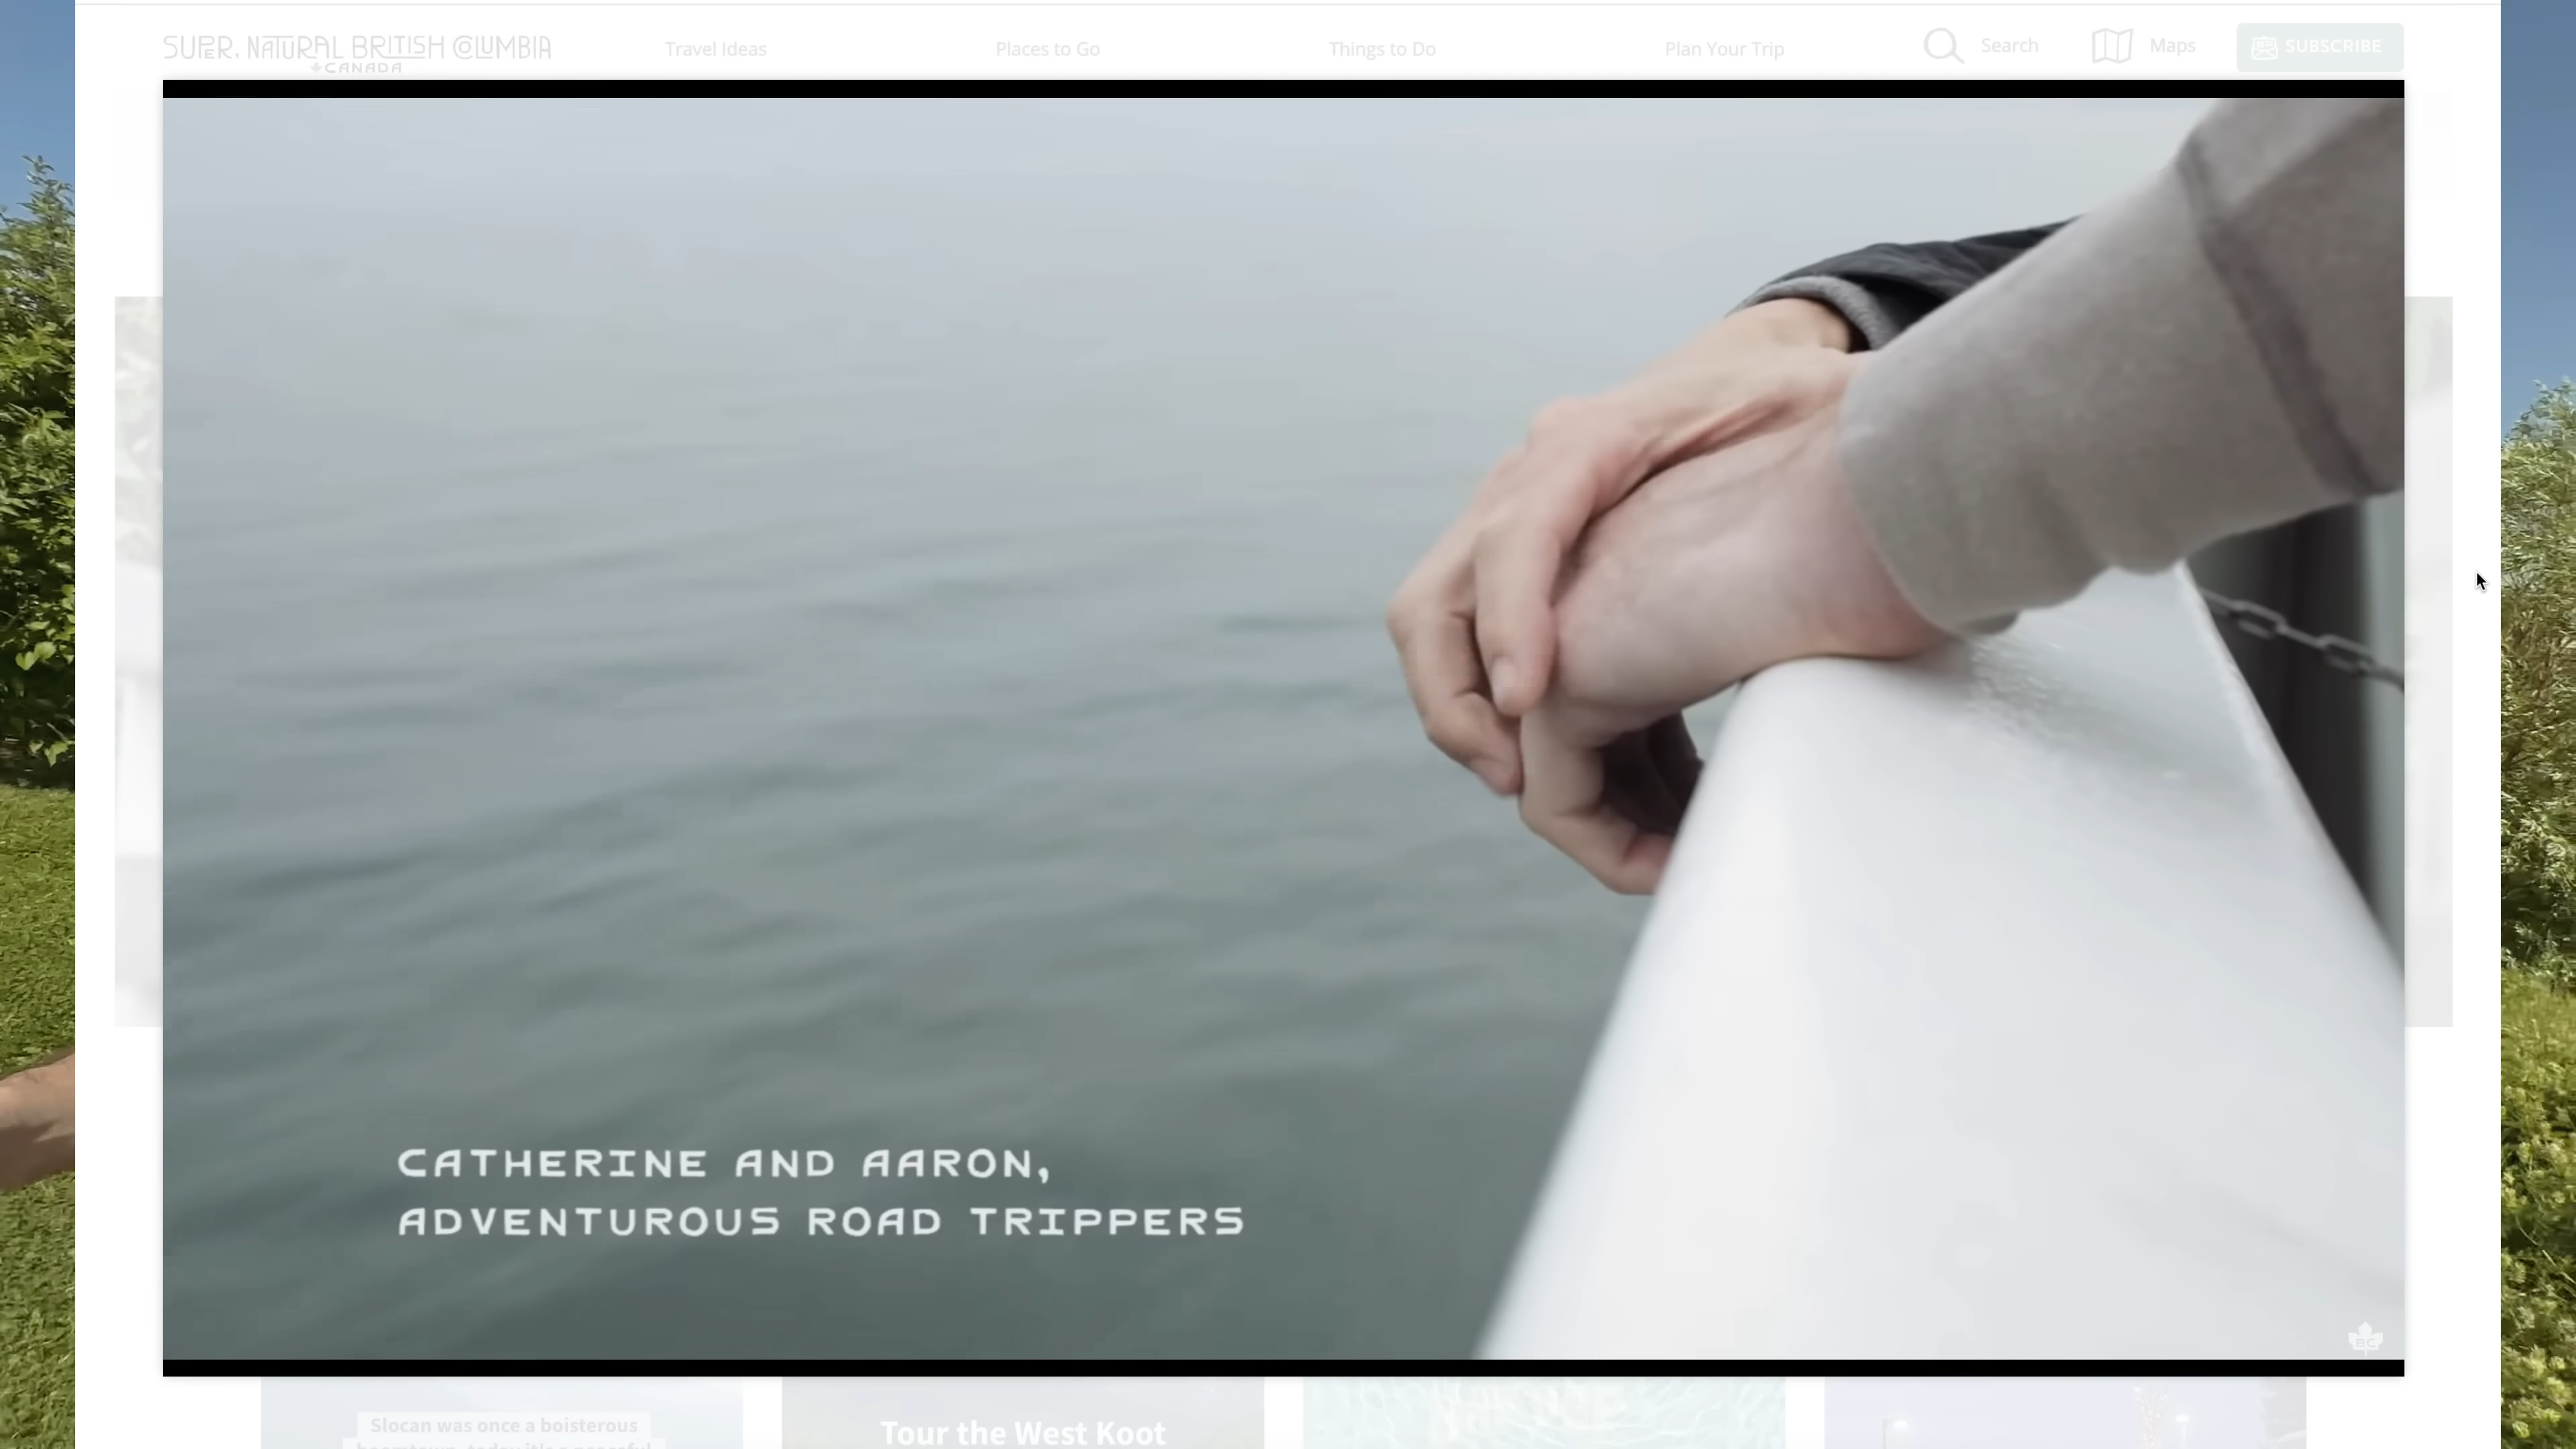 SUPER, NATURAL BRITISH COLUMBIA
CANADA
Travel Ideas
Places to Go
Things to Do
Plan Your Trip
Search
Maps
SUBSCRIBE
CATHERINE AND AARON,
ADVENTUROUS ROAD TRIPPERS
BC
Slocan was once a boisterous
Tour the West Koot